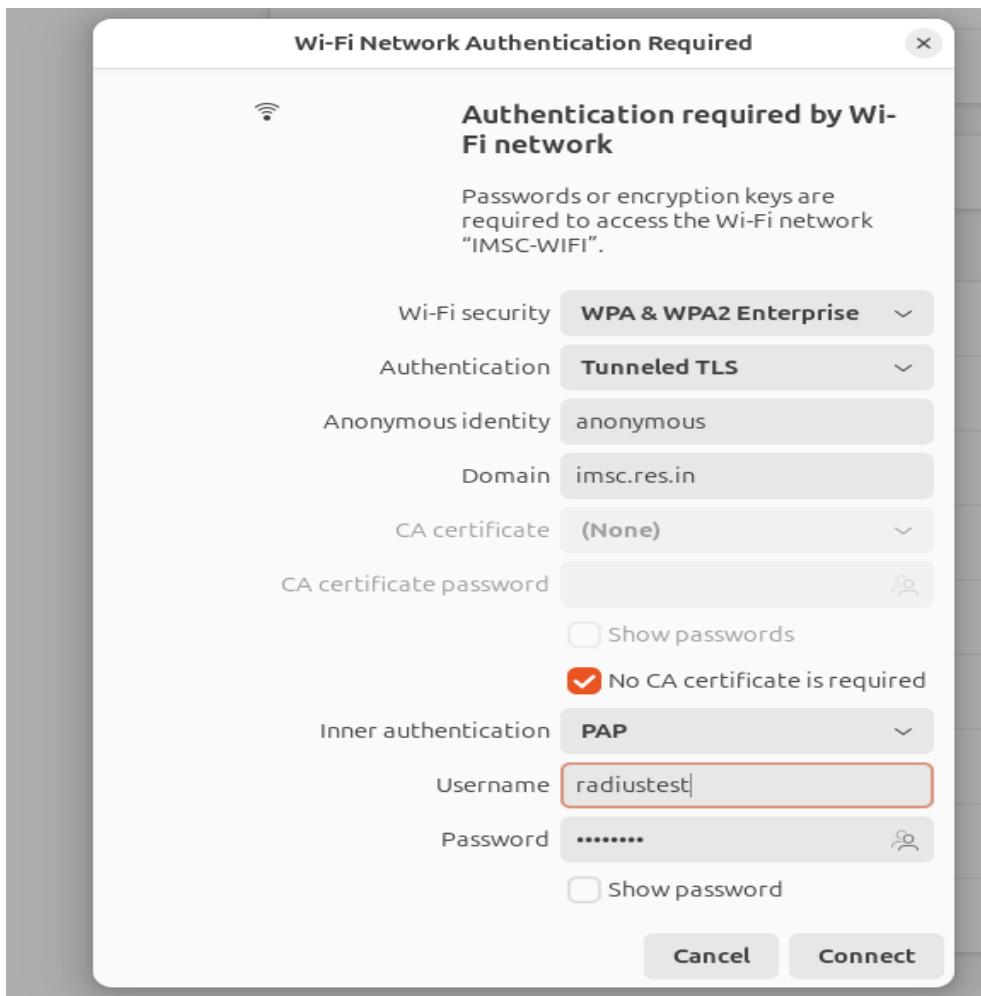 Wi-Fi Network Authentication Required
Authentication required by Wi-
Fi network
Passwords or encryption keys are
required to access the Wi-Fi network
“IMSC-WIFI”.
Wi-Fi security WPA & WPA2 Enterprise
Authentication Tunneled TLS
Anonymous identity anonymous
Domain imsc.res.in
CA certificate (None)
CA certificate password
Show passwords
No CA certificate is required
Inner authentication PAP
Username radiustest
Password ••••••••
Show password
Cancel Connect